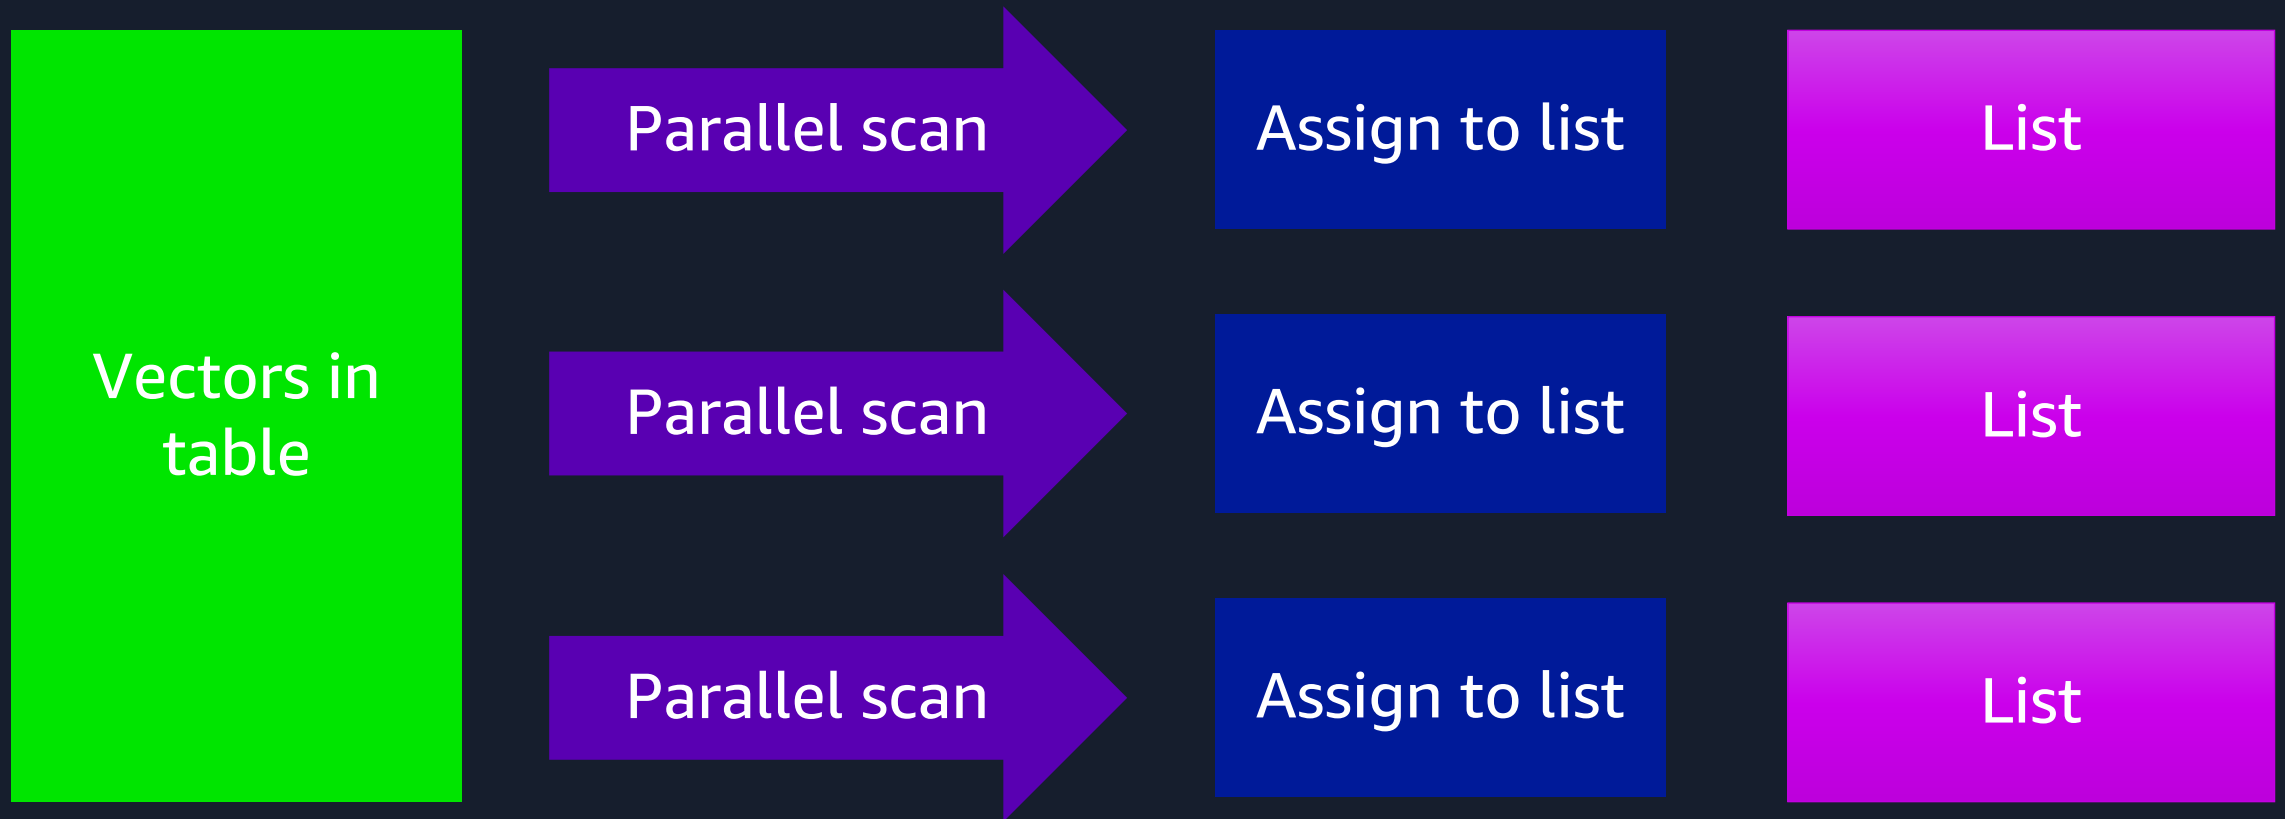 Vectors in
table
Parallel scan
Assign to list
List
Parallel scan
Assign to list
List
Parallel scan
Assign to list
List